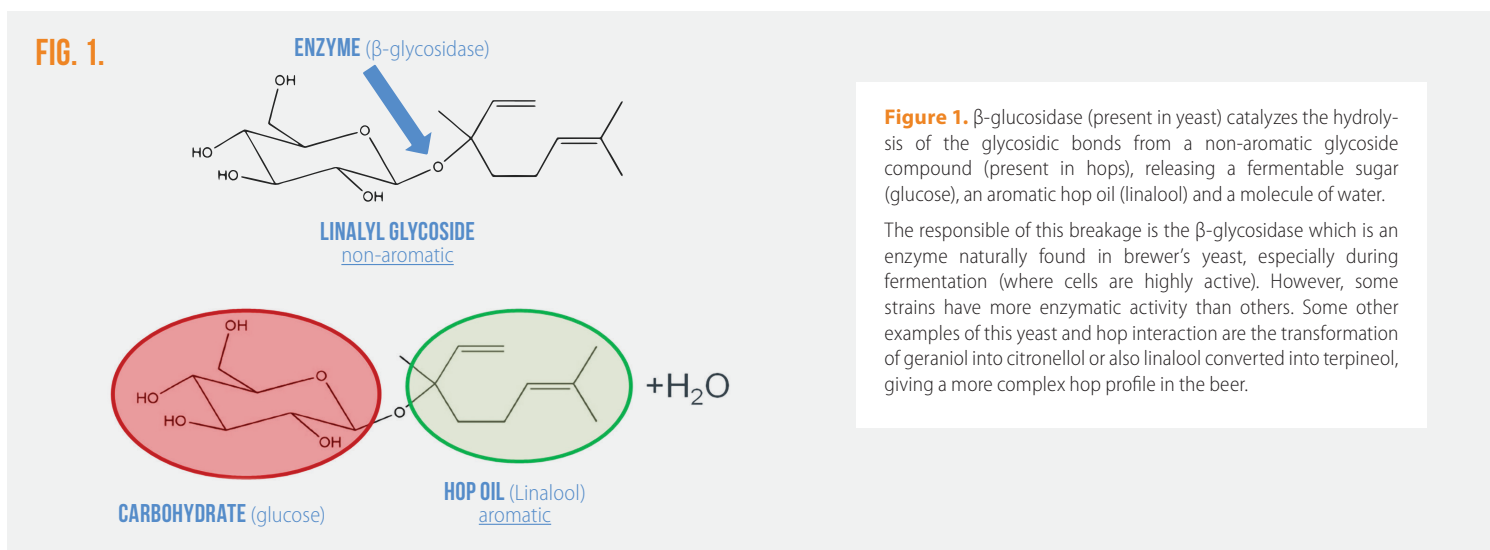 FIG. 1.
ENZYME (β-glycosidase)
OH
O
HO
HO
OH
O
LINALYL GLYCOSIDE
non-aromatic
OH
O
HO
HO
OH
O
+H₂O
CARBOHYDRATE (glucose)
HOP OIL (Linalool)
aromatic
Figure 1. β-glucosidase (present in yeast) catalyzes the hydroly-
sis of the glycosidic bonds from a non-aromatic glycoside
compound (present in hops), releasing a fermentable sugar
(glucose), an aromatic hop oil (linalool) and a molecule of water.
The responsible of this breakage is the β-glycosidase which is an
enzyme naturally found in brewer’s yeast, especially during
fermentation (where cells are highly active). However, some
strains have more enzymatic activity than others. Some other
examples of this yeast and hop interaction are the transformation
of geraniol into citronellol or also linalool converted into terpineol,
giving a more complex hop profile in the beer.